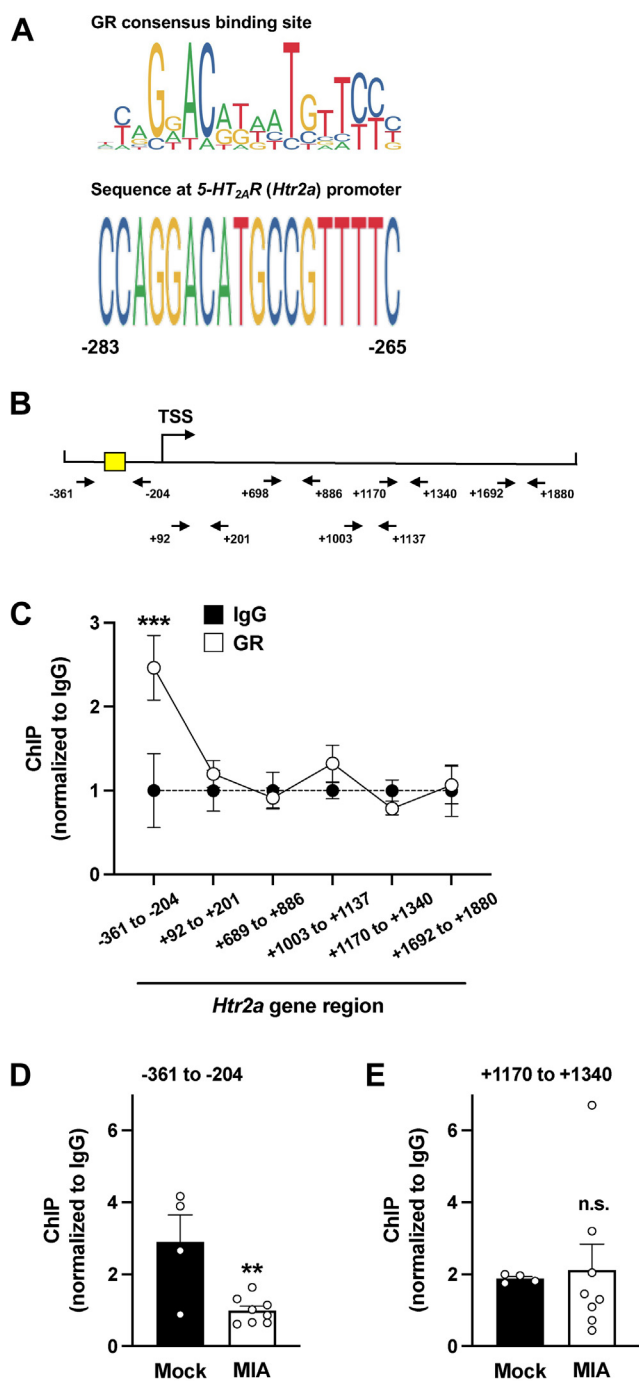 A
GR consensus binding site
Sequence at 5-HT2AR (Htr2a) promoter
CCAGGACATGCCGTTTTC
-283 -265
B
TSS
-361 -204 +698 +886 +1170 +1340 +1692 +1880
+92 +201 +1003 +1137
C
IgG
GR
***
ChIP
(normalized to IgG)
3
2
1
0
-361 to -204
+92 to +201
+689 to +886
+1003 to +1137
+1170 to +1340
+1692 to +1880
Htr2a gene region
D
-361 to -204
ChIP
(normalized to IgG)
6
4
2
0
**
Mock MIA
E
+1170 to +1340
ChIP
(normalized to IgG)
6
4
2
0
n.s.
Mock MIA